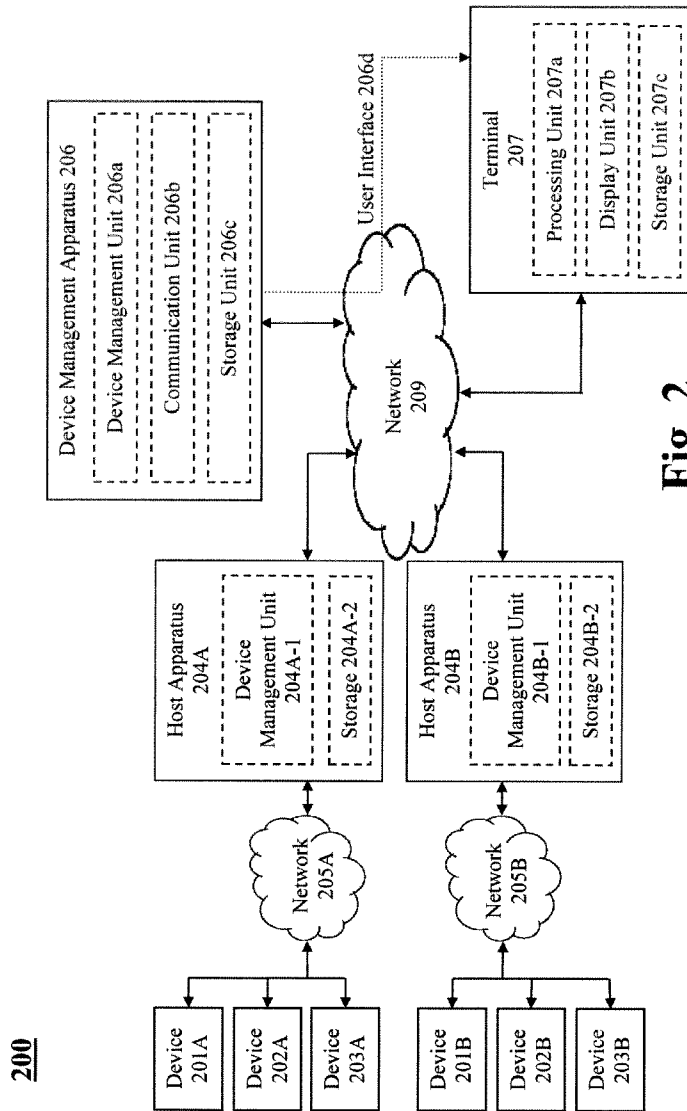 200
Device
201A
Device
202A
Device
203A
Device
201B
Device
202B
Device
203B
Network
205A
Network
205B
Host Apparatus
204A
Device
Management Unit
204A-1
Storage 204A-2
Host Apparatus
204B
Device
Management Unit
204B-1
Storage 204B-2
Network
209
Device Management Apparatus 206
Device Management Unit 206a
Communication Unit 206b
Storage Unit 206c
User Interface 206d
Terminal
207
Processing Unit 207a
Display Unit 207b
Storage Unit 207c
Fig. 2